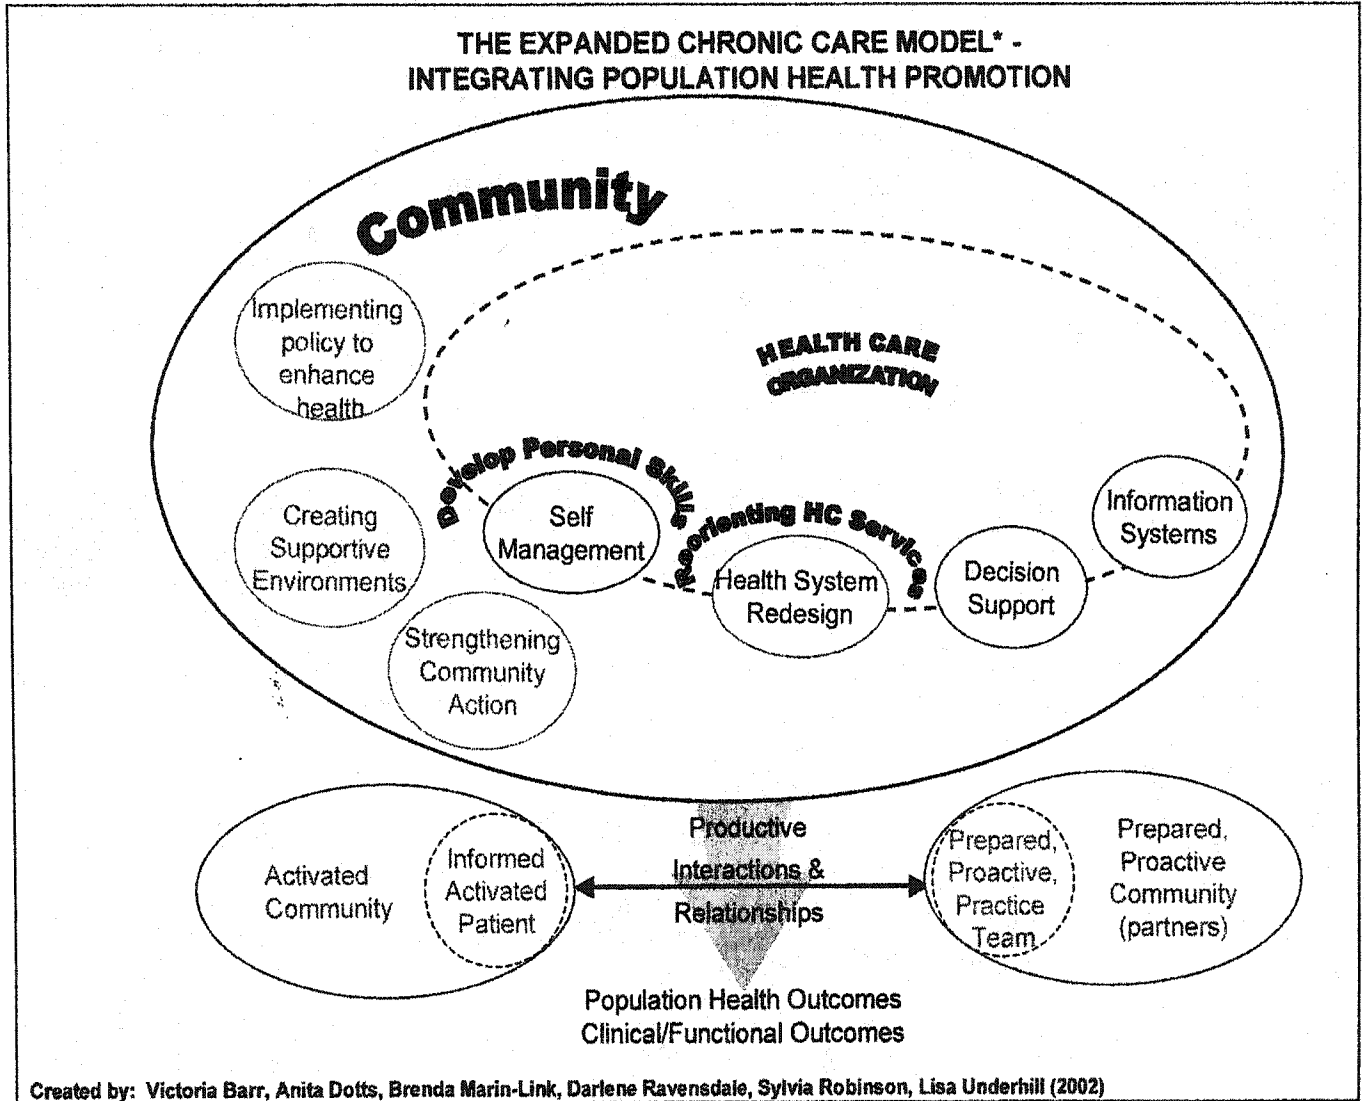 THE EXPANDED CHRONIC CARE MODEL* -
INTEGRATING POPULATION HEALTH PROMOTION
Community
Implementing
policy to
enhance
health
HEALTH CARE
ORGANIZATION
Develop Personal Skills
Self
Management
Reorienting HC Services
Health System
Redesign
Decision
Support
Information
Systems
Creating
Supportive
Environments
Strengthening
Community
Action
Activated
Community
Informed
Activated
Patient
Productive
Interactions &
Relationships
Prepared,
Proactive,
Practice
Team
Prepared,
Proactive
Community
(partners)
Population Health Outcomes
Clinical/Functional Outcomes
Created by: Victoria Barr, Anita Dotts, Brenda Marin-Link, Darlene Ravensdale, Sylvia Robinson, Lisa Underhill (2002)